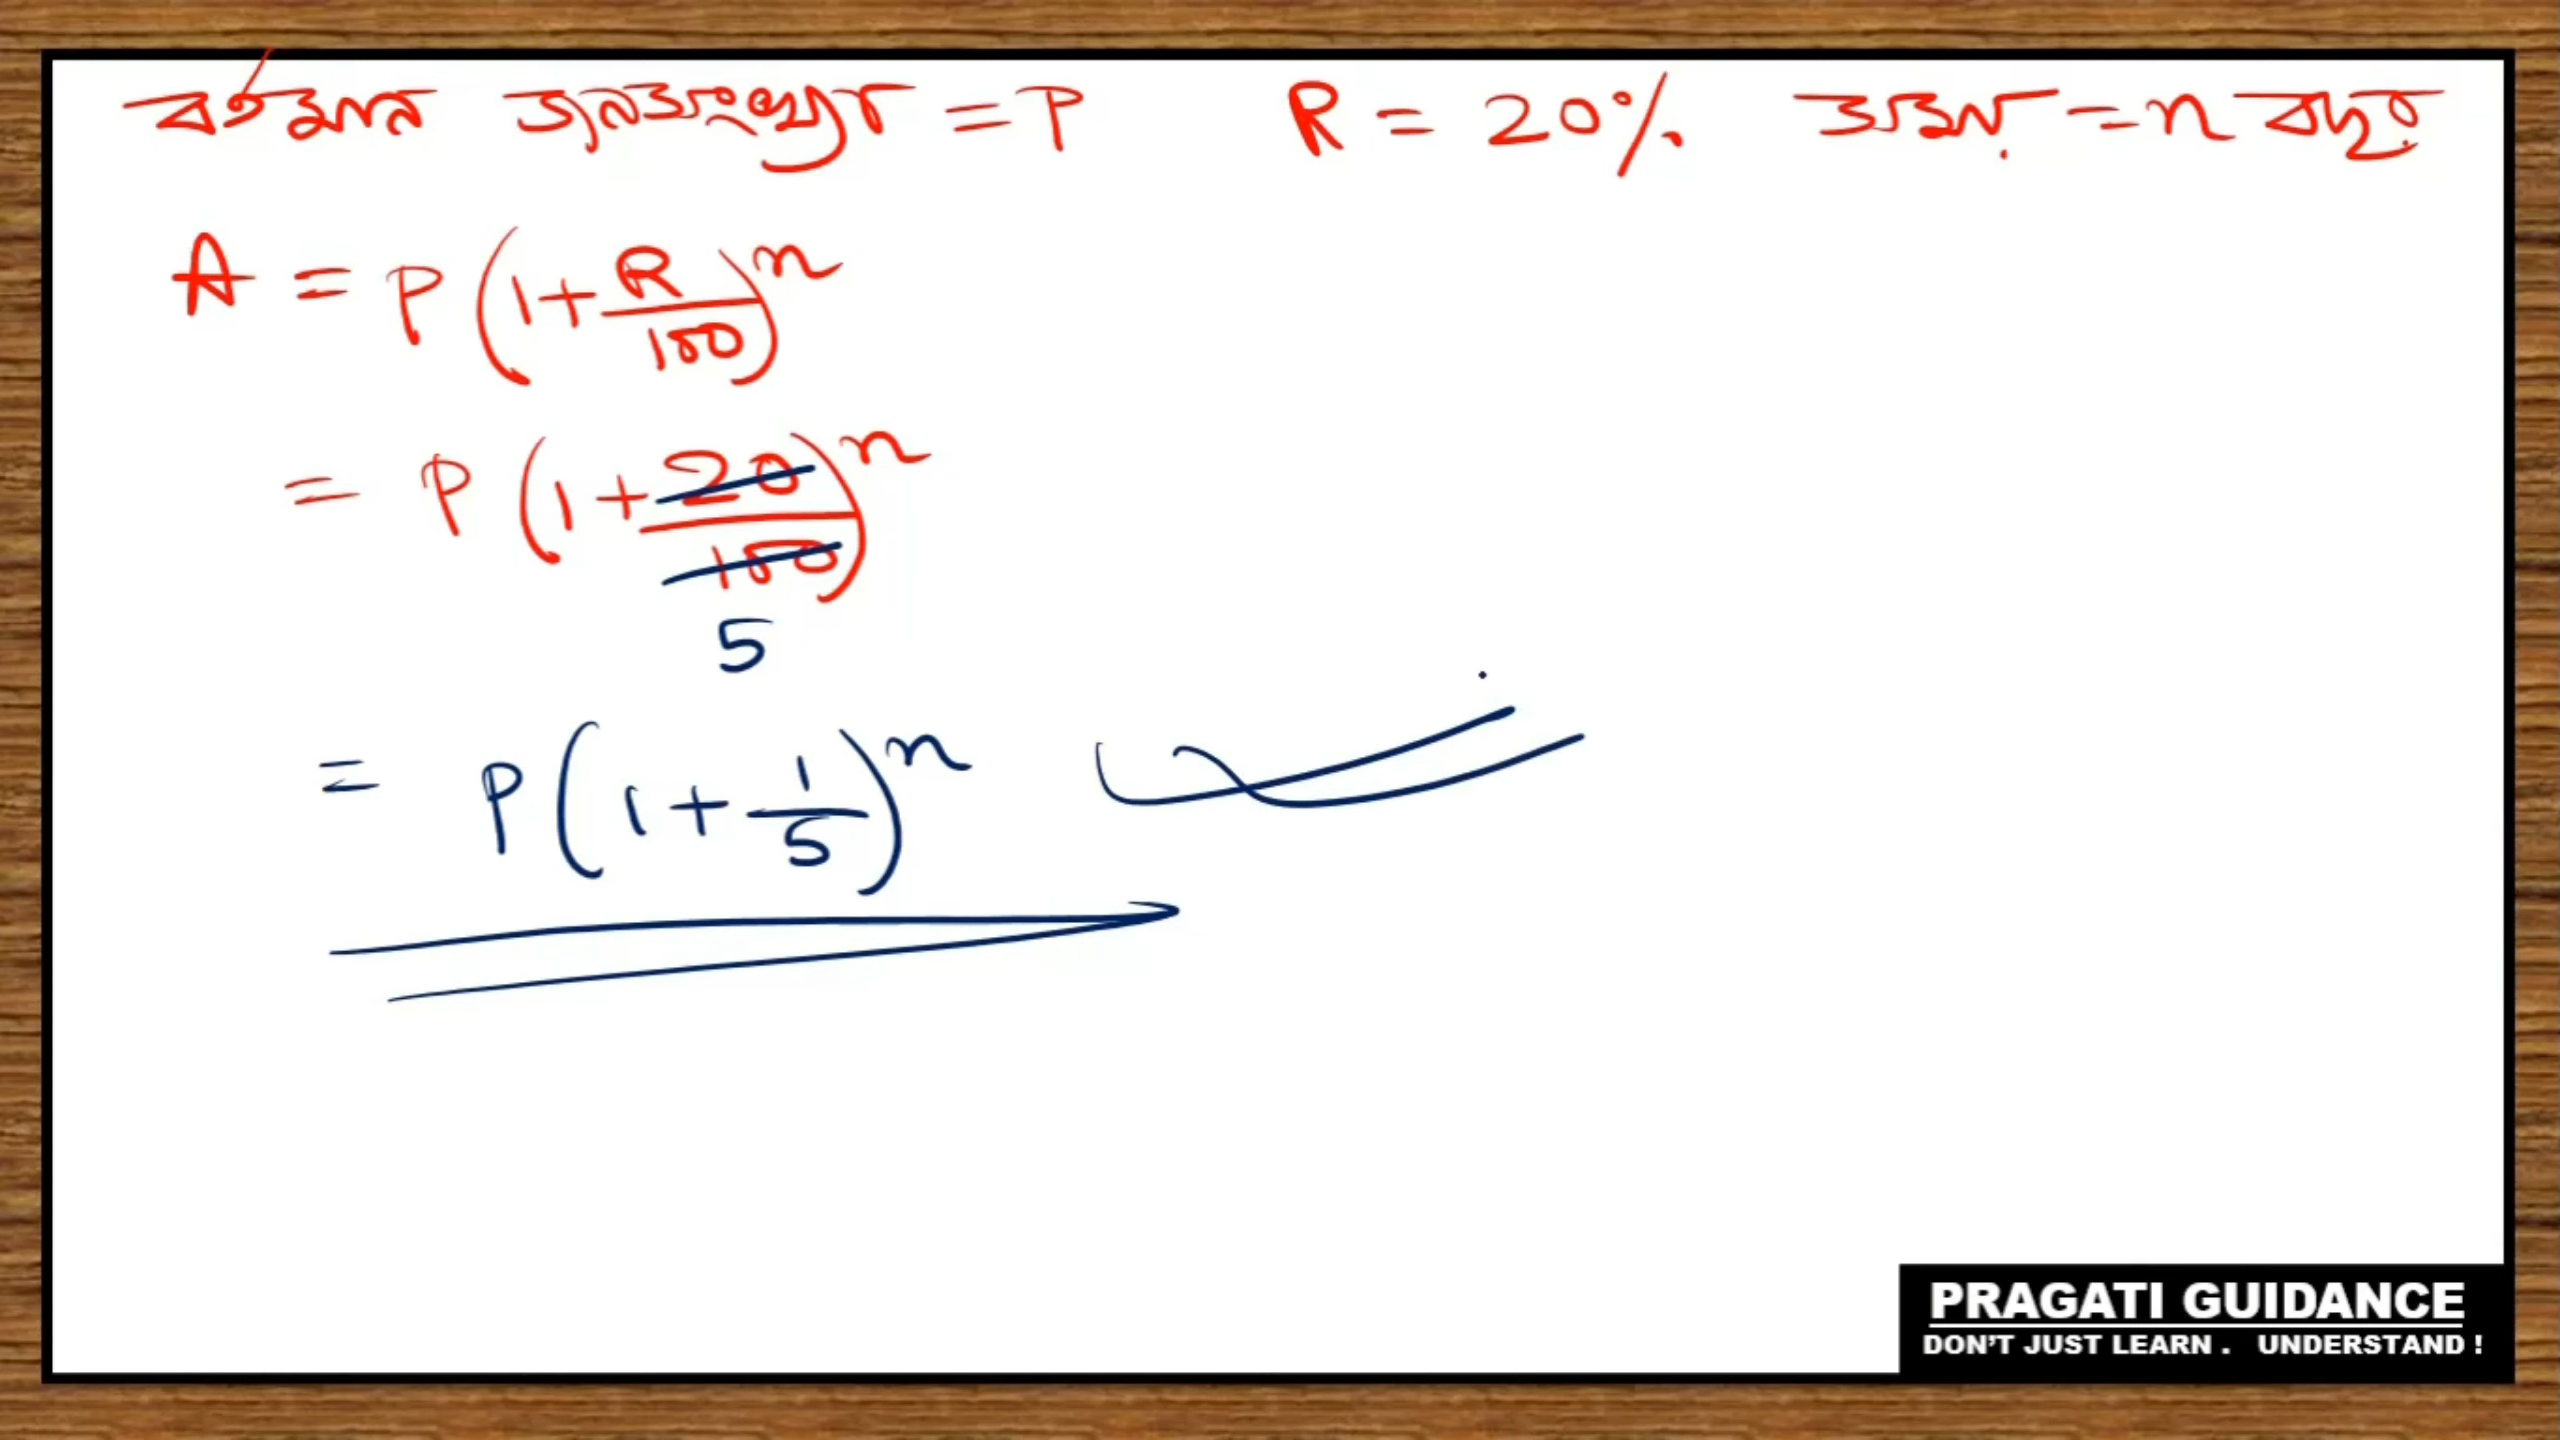 বর্তমান জনসংখ্যার = P R = 20% সময় = n বছর
A = P(1+R/100)^n
= P(1+20/100)^n
5
= P(1+1/5)^n
PRAGATI GUIDANCE
DON'T JUST LEARN . UNDERSTAND !